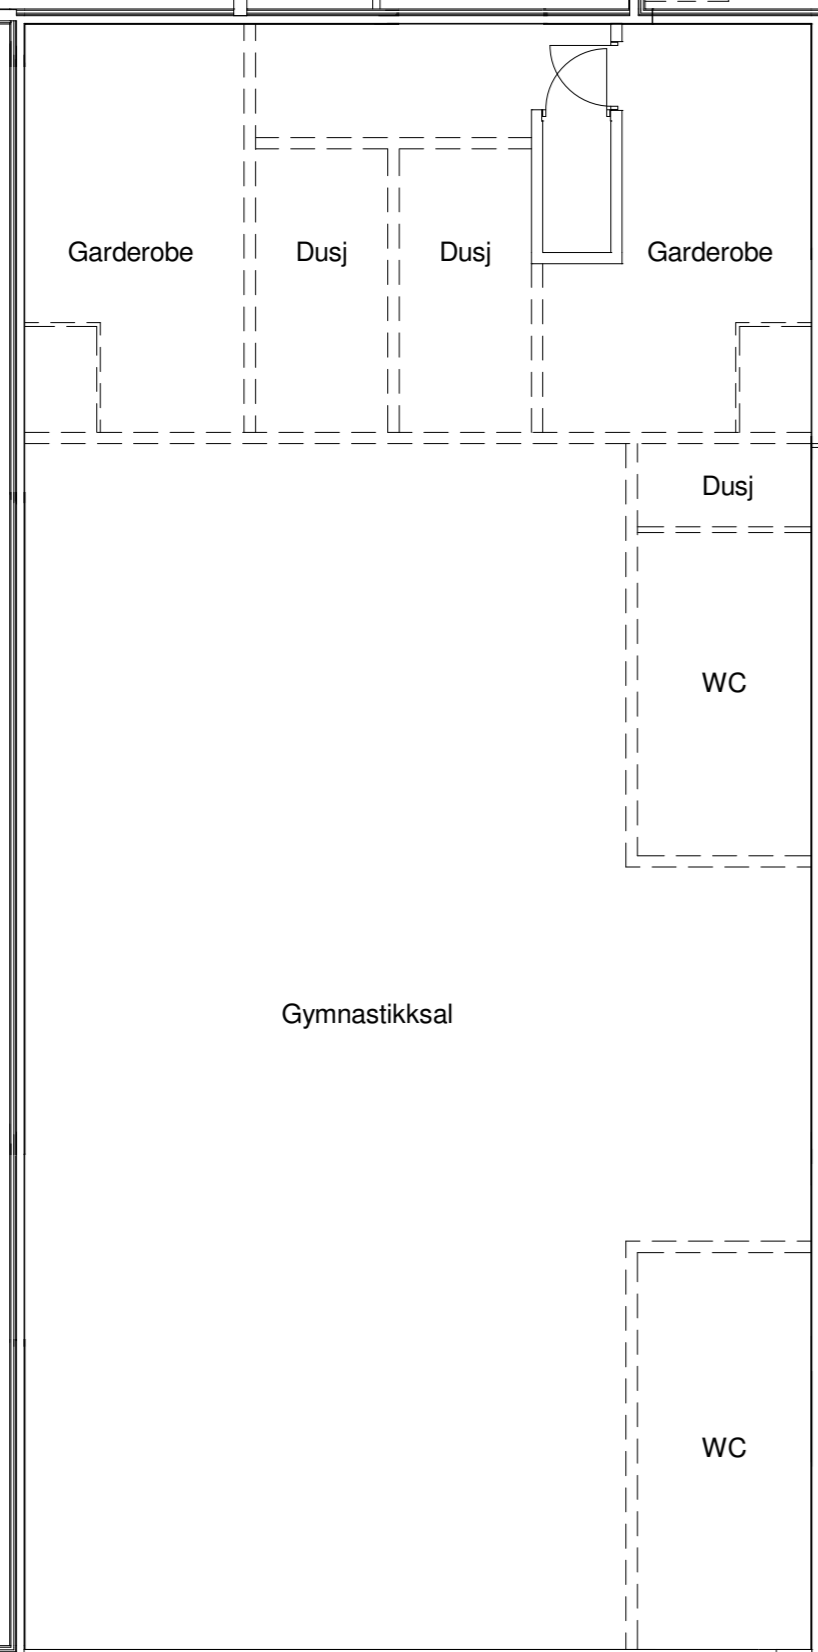 Garderobe
Dusj
Dusj
Garderobe
Dusj
WC
Gymnastikksal
WC